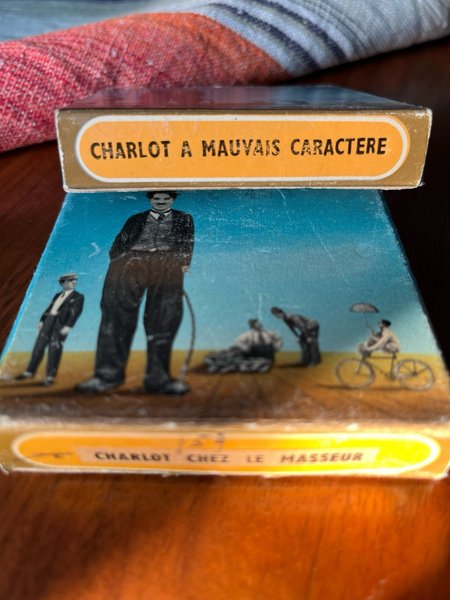 CHARLOT A MAUVAIS CARACTERE
CHARLOT CHEZ LE MASSEUR